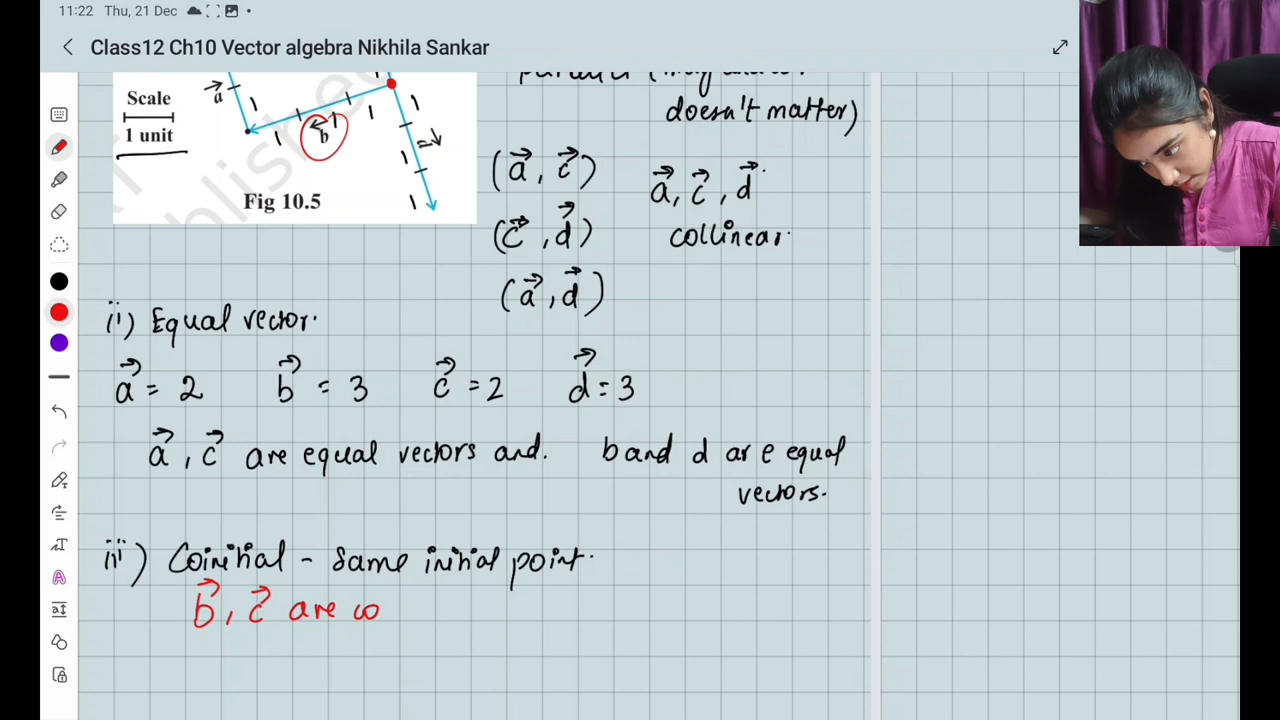 11:22 Thu, 21 Dec
Class12 Ch10 Vector algebra Nikhila Sankar
Scale
1 unit
a
b
Fig 10.5
doesn't matter)
(a, c)
(c, d)
(a, d)
a, c, d
collinear.
ii) Equal vector.
a = 2 b = 3 c = 2 d = 3
a, c are equal vectors and. b and d are equal
vectors.
iii) Coinitial - Same initial point.
b, c are co